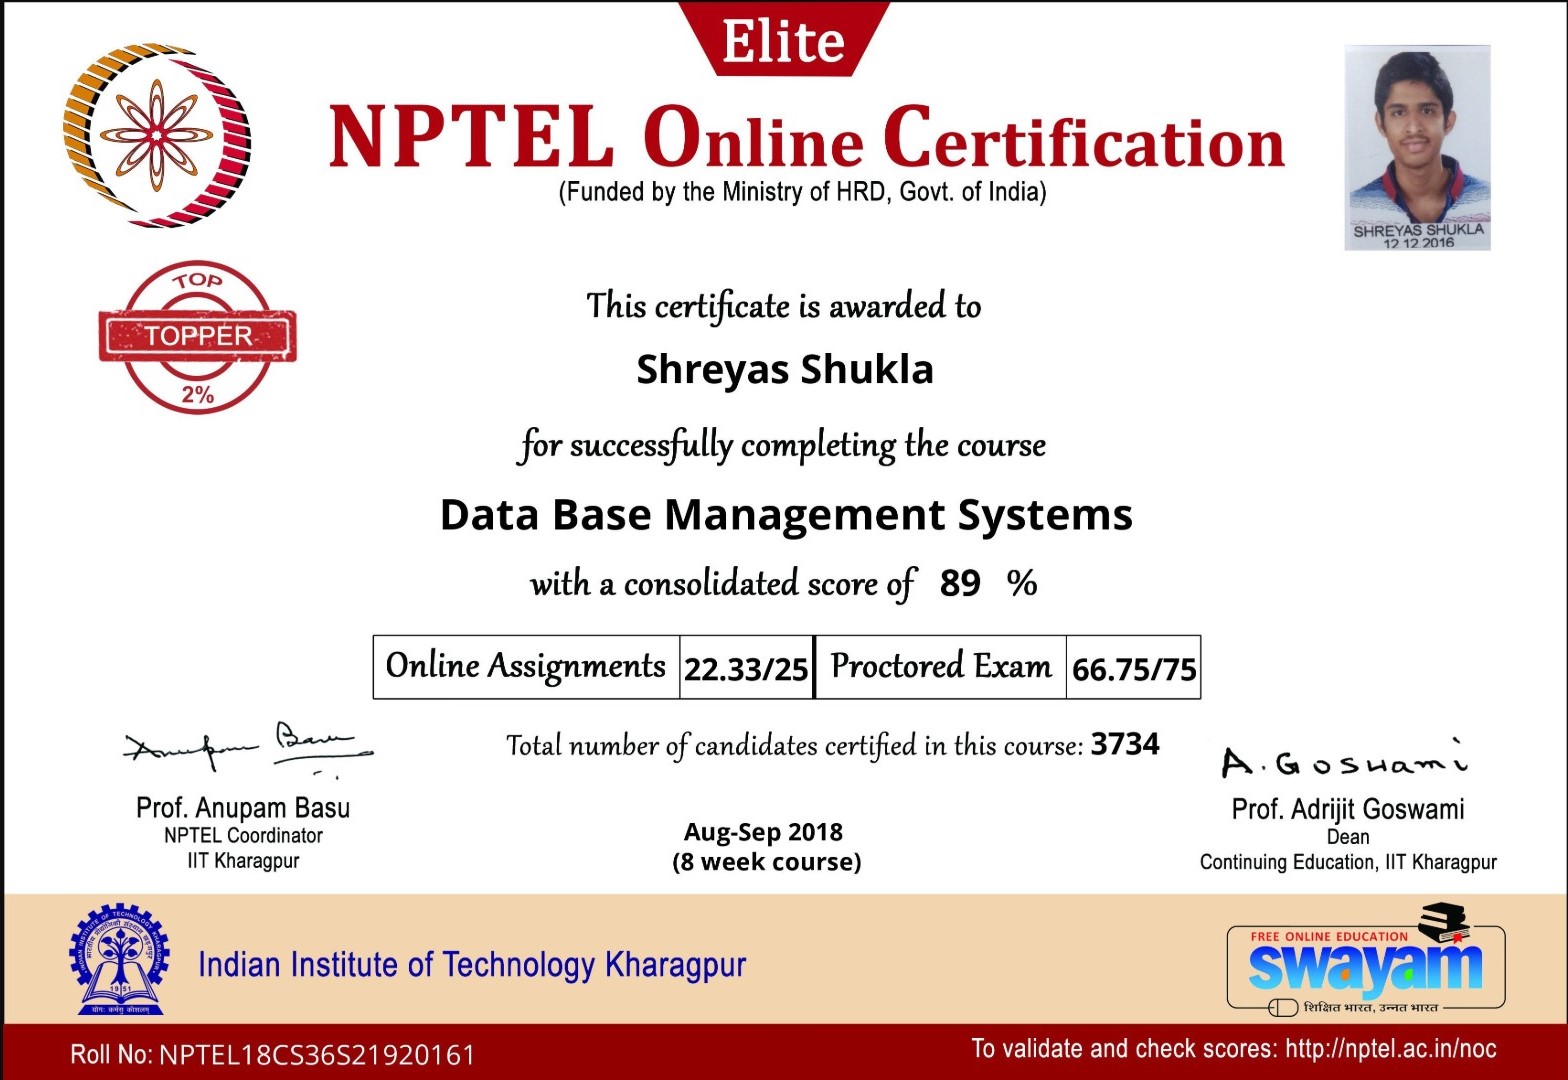 Elite
NPTEL Online Certification
(Funded by the Ministry of HRD, Govt. of India)
SHREYAS SHUKLA
12.12.2016
TOP
TOPPER
2%
This certificate is awarded to
Shreyas Shukla
for successfully completing the course
Data Base Management Systems
with a consolidated score of 89 %
Online Assignments 22.33/25 Proctored Exam 66.75/75
Total number of candidates certified in this course: 3734
Anupam Basu
A. Goswami
Prof. Anupam Basu
NPTEL Coordinator
IIT Kharagpur
Aug-Sep 2018
(8 week course)
Prof. Adrijit Goswami
Dean
Continuing Education, IIT Kharagpur
INDIAN INSTITUTE OF TECHNOLOGY KHARAGPUR
1951
योगः कर्मसु कौशलम्
Indian Institute of Technology Kharagpur
FREE ONLINE EDUCATION
swayam
शिक्षित भारत, उन्नत भारत
Roll No: NPTEL18CS36S21920161
To validate and check scores: http://nptel.ac.in/noc